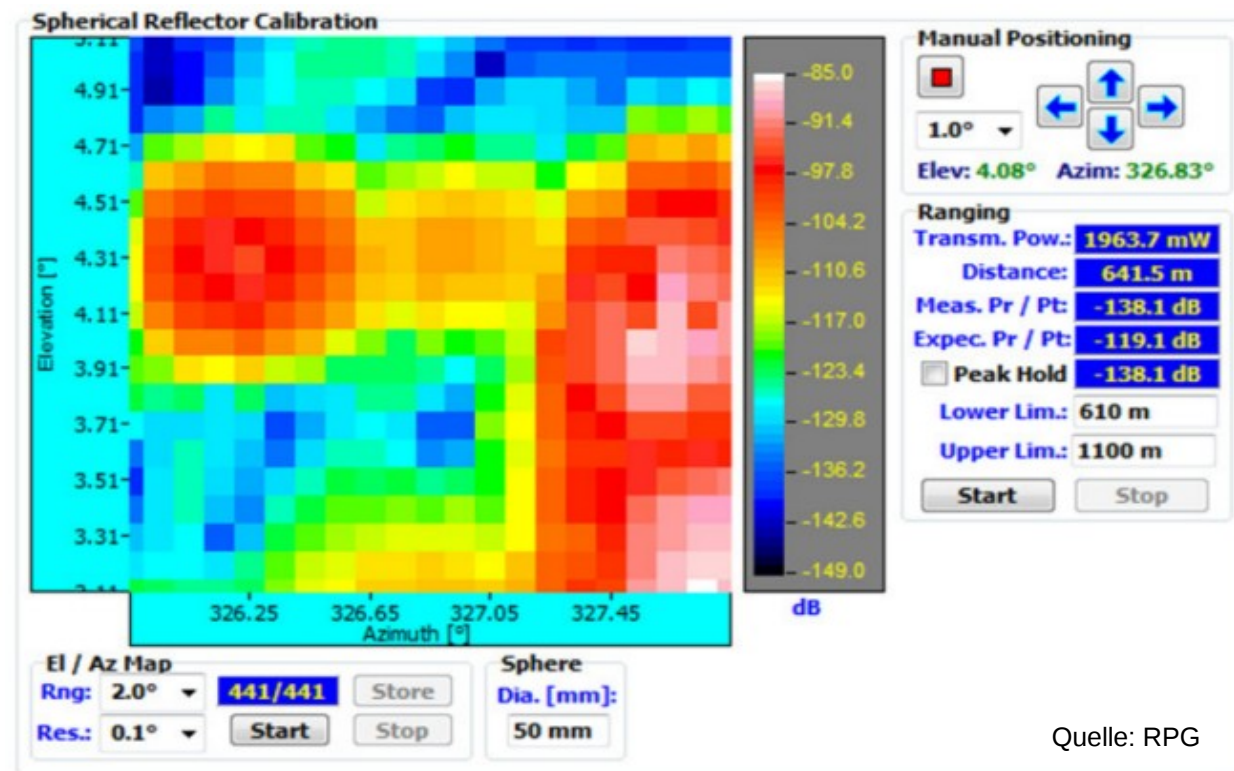 Spherical Reflector Calibration
4.91
4.71
4.51
4.31
4.11
3.91
3.71
3.51
3.31
Elevation [°]
326.25 326.65 327.05 327.45
Azimuth [°]
-85.0
-91.4
-97.8
-104.2
-110.6
-117.0
-123.4
-129.8
-136.2
-142.6
-149.0
dB
Manual Positioning
1.0°
Elev: 4.08° Azim: 326.83°
Ranging
Transm. Pow.: 1963.7 mW
Distance: 641.5 m
Meas. Pr / Pt: -138.1 dB
Expec. Pr / Pt: -119.1 dB
Peak Hold -138.1 dB
Lower Lim.: 610 m
Upper Lim.: 1100 m
Start Stop
El / Az Map
Rng: 2.0° 441/441 Store
Res.: 0.1° Start Stop
Sphere
Dia. [mm]:
50 mm
Quelle: RPG